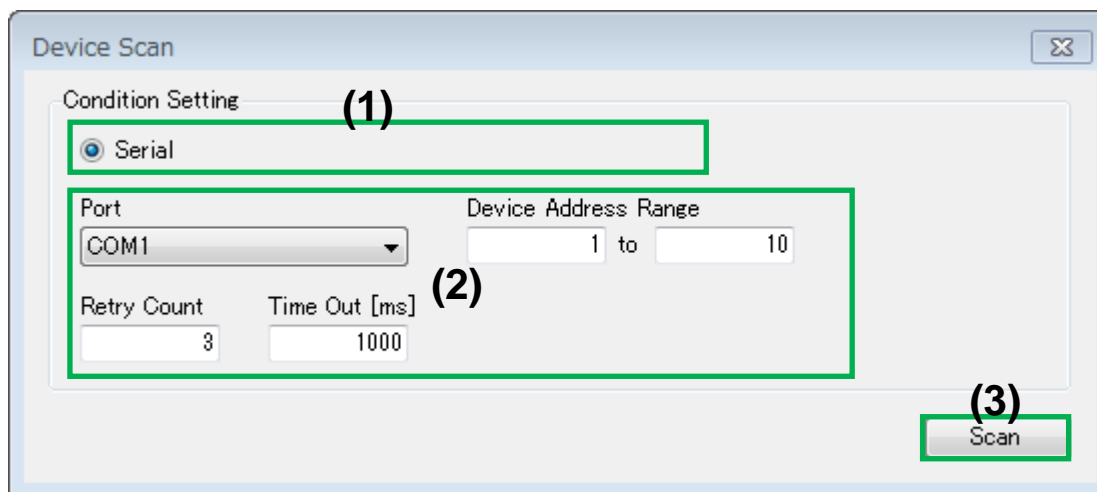 Device Scan
Condition Setting
(1)
Serial
Port
Device Address Range
COM1
1 to 10
(2)
Retry Count
Time Out [ms]
3
1000
(3)
Scan